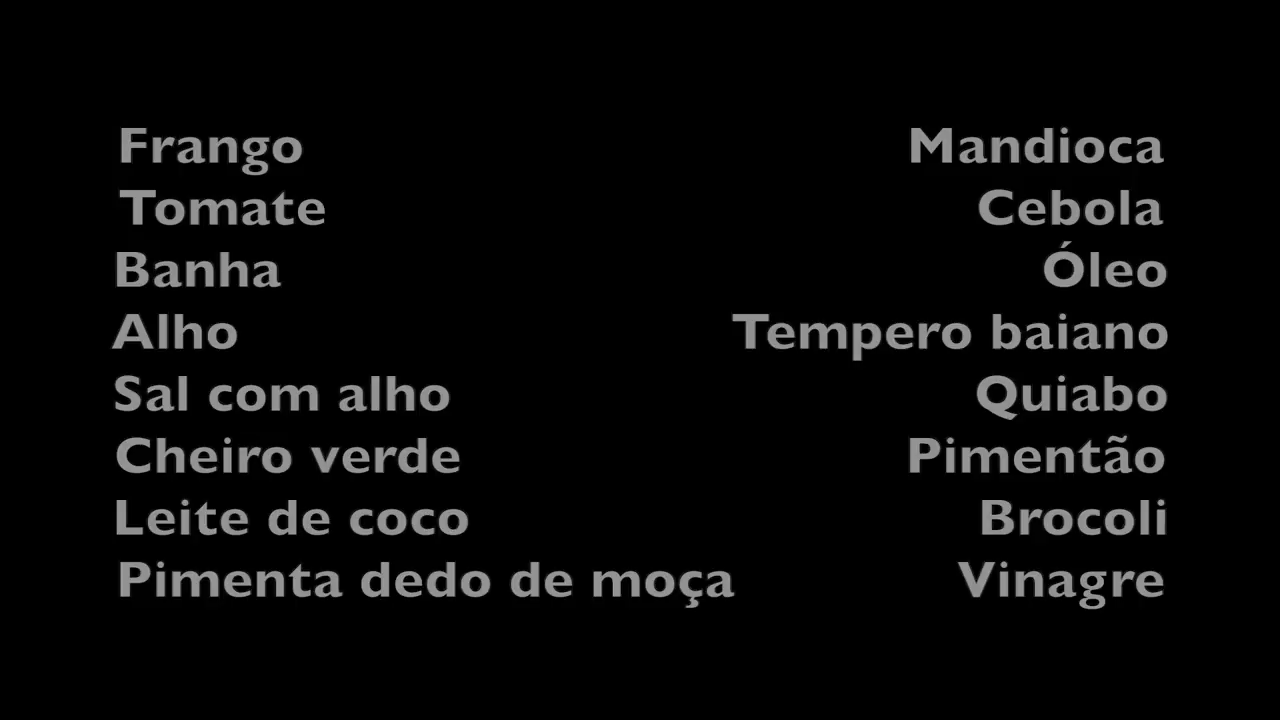 Frango Mandioca
Tomate Cebola
Banha Óleo
Alho Tempero baiano
Sal com alho Quiabo
Cheiro verde Pimentão
Leite de coco Brocoli
Pimenta dedo de moça Vinagre